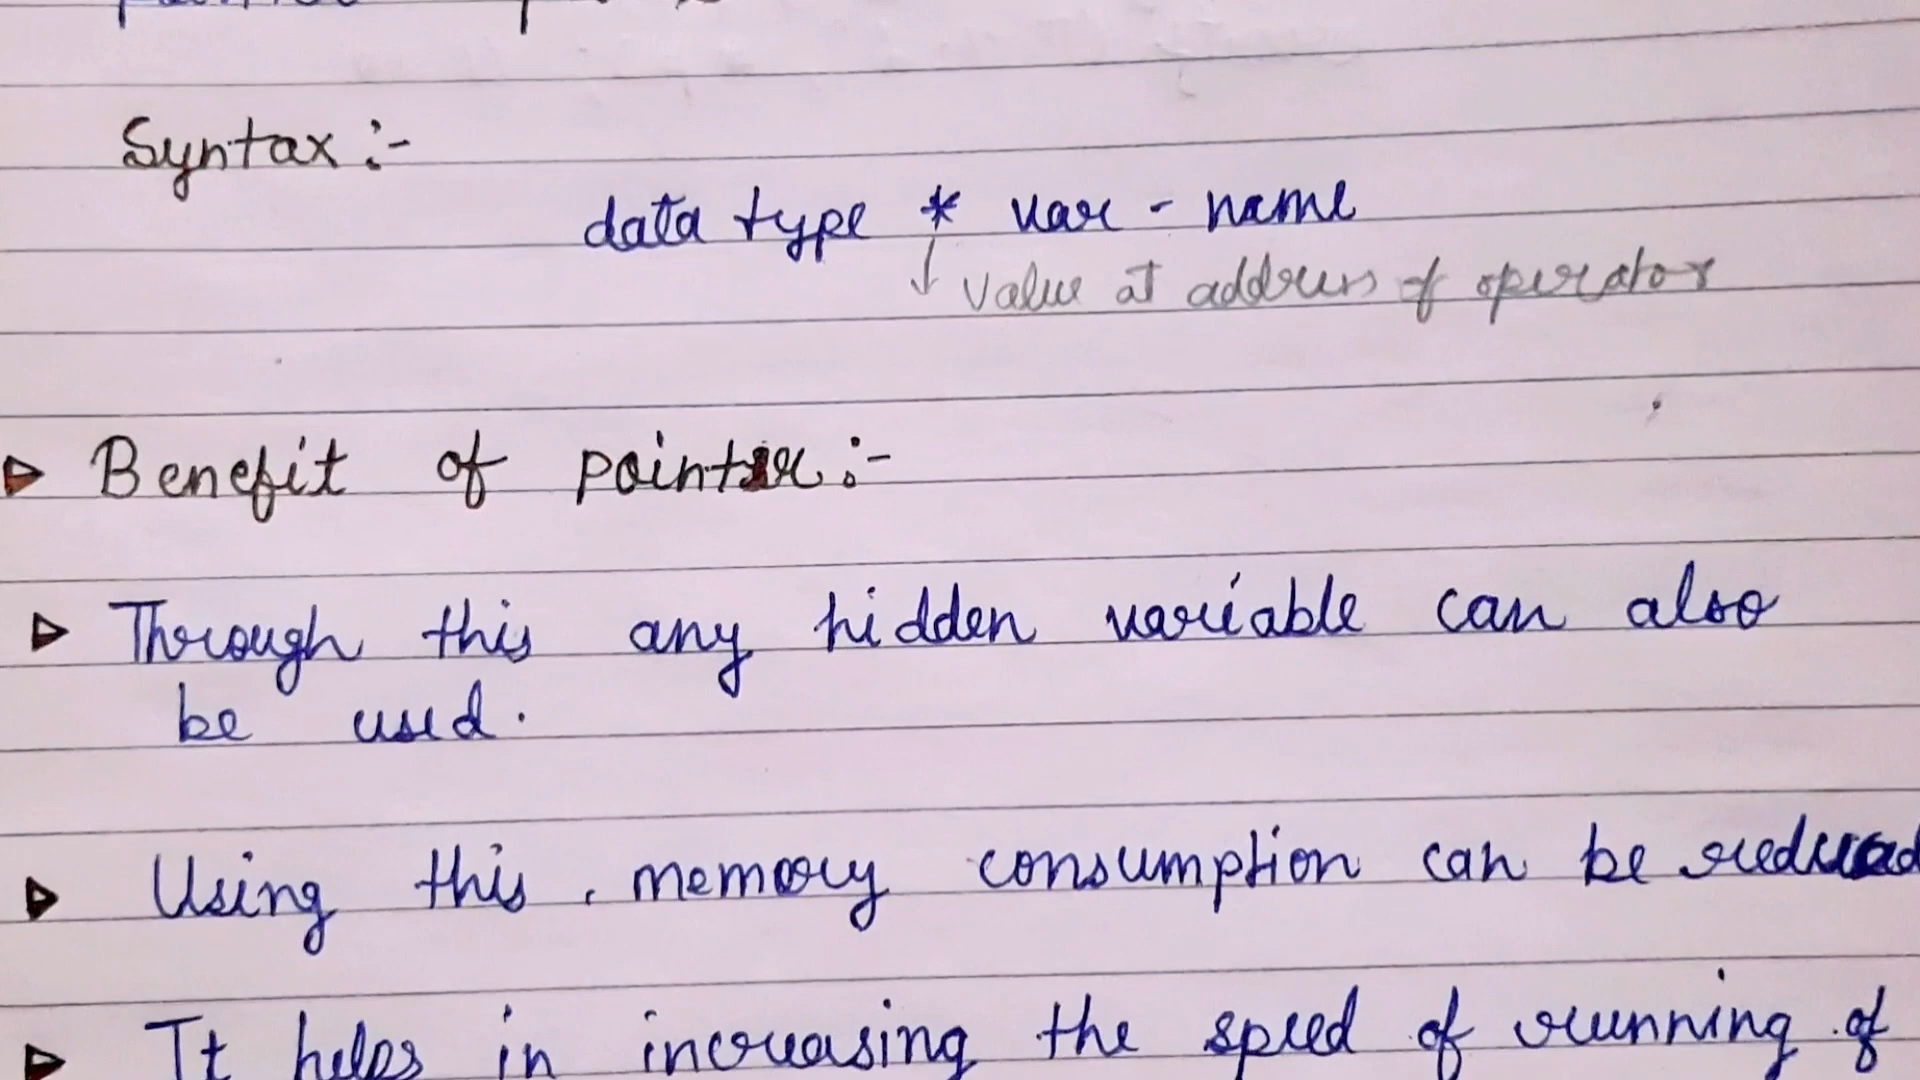 Syntax :-
data type * var - name
value at address of operator
Benefit of pointer :-
Through this any hidden variable can also
be used.
Using this, memory consumption can be reduced
It helps in increasing the speed of running of